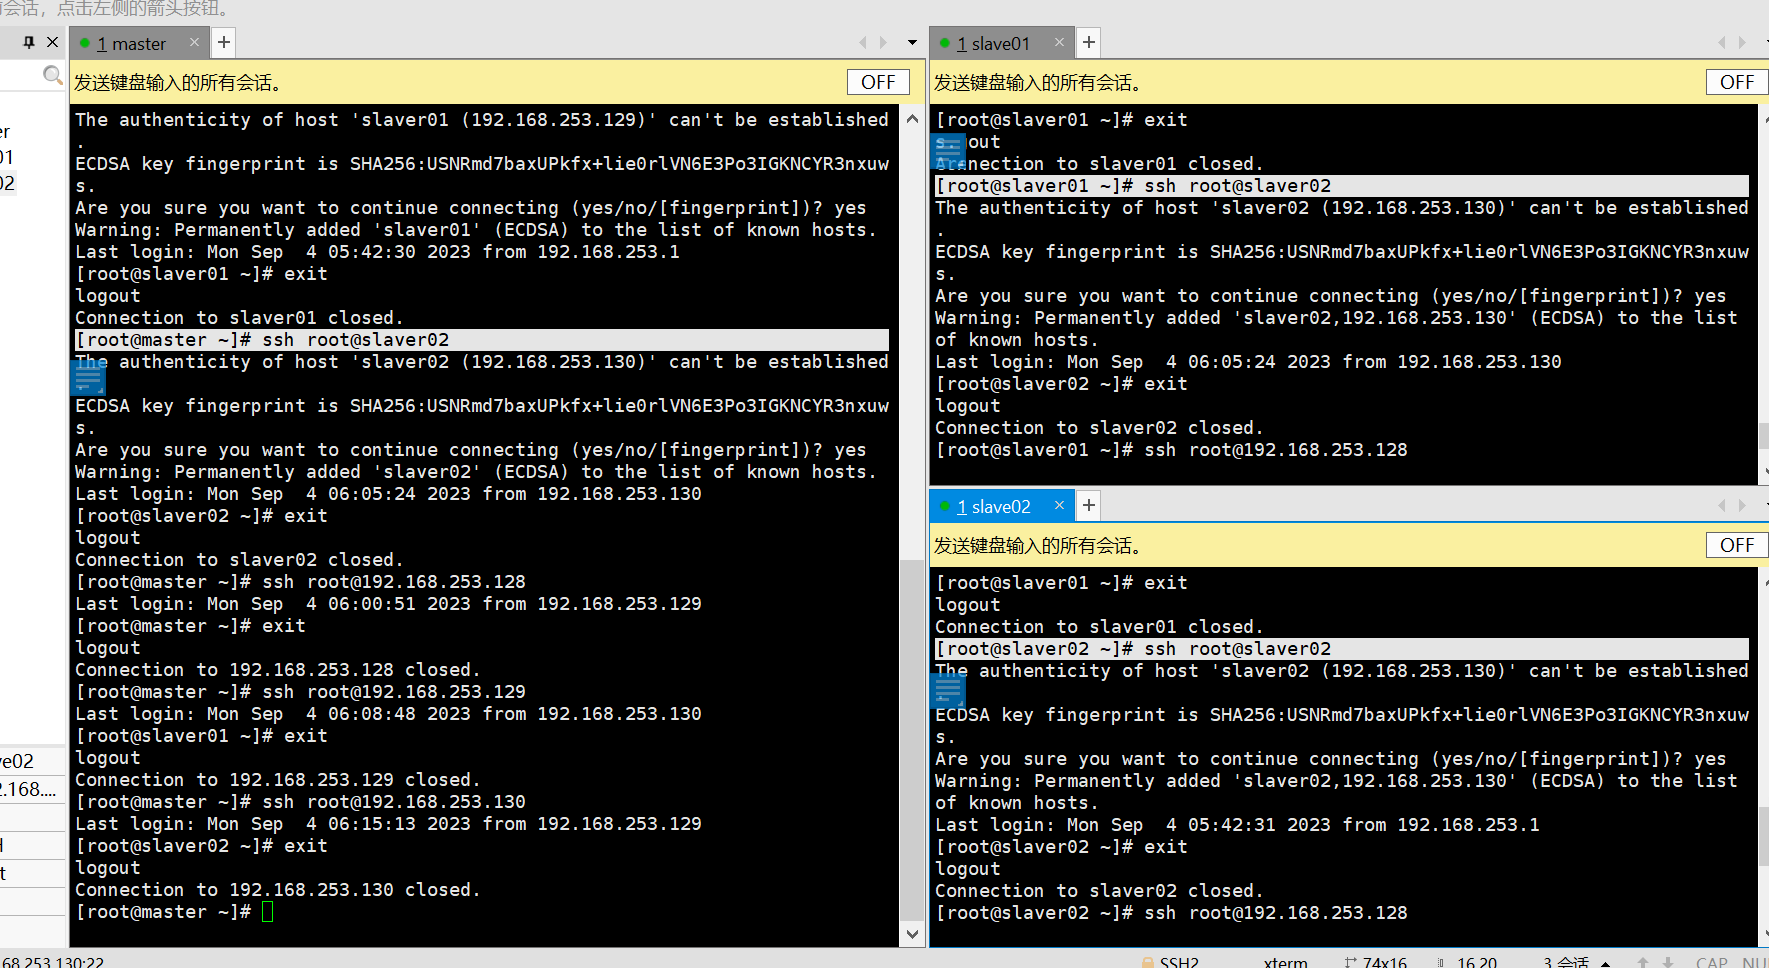 会话，点击左侧的箭头按钮。
1 master
发送键盘输入的所有会话。
OFF
The authenticity of host 'slaver01 (192.168.253.129)' can't be established
.
ECDSA key fingerprint is SHA256:USNRmd7baxUPkfx+lie0rlVN6E3Po3IGKNCYR3nxuw
s.
Are you sure you want to continue connecting (yes/no/[fingerprint])? yes
Warning: Permanently added 'slaver01' (ECDSA) to the list of known hosts.
Last login: Mon Sep  4 05:42:30 2023 from 192.168.253.1
[root@slaver01 ~]# exit
logout
Connection to slaver01 closed.
[root@master ~]# ssh root@slaver02
The authenticity of host 'slaver02 (192.168.253.130)' can't be established
ECDSA key fingerprint is SHA256:USNRmd7baxUPkfx+lie0rlVN6E3Po3IGKNCYR3nxuw
s.
Are you sure you want to continue connecting (yes/no/[fingerprint])? yes
Warning: Permanently added 'slaver02' (ECDSA) to the list of known hosts.
Last login: Mon Sep  4 06:05:24 2023 from 192.168.253.130
[root@slaver02 ~]# exit
logout
Connection to slaver02 closed.
[root@master ~]# ssh root@192.168.253.128
Last login: Mon Sep  4 06:00:51 2023 from 192.168.253.129
[root@master ~]# exit
logout
Connection to 192.168.253.128 closed.
[root@master ~]# ssh root@192.168.253.129
Last login: Mon Sep  4 06:08:48 2023 from 192.168.253.130
[root@slaver01 ~]# exit
logout
Connection to 192.168.253.129 closed.
[root@master ~]# ssh root@192.168.253.130
Last login: Mon Sep  4 06:15:13 2023 from 192.168.253.129
[root@slaver02 ~]# exit
logout
Connection to 192.168.253.130 closed.
[root@master ~]#
1 slave01
发送键盘输入的所有会话。
OFF
[root@slaver01 ~]# exit
out
nection to slaver01 closed.
[root@slaver01 ~]# ssh root@slaver02
The authenticity of host 'slaver02 (192.168.253.130)' can't be established
.
ECDSA key fingerprint is SHA256:USNRmd7baxUPkfx+lie0rlVN6E3Po3IGKNCYR3nxuw
s.
Are you sure you want to continue connecting (yes/no/[fingerprint])? yes
Warning: Permanently added 'slaver02,192.168.253.130' (ECDSA) to the list
of known hosts.
Last login: Mon Sep  4 06:05:24 2023 from 192.168.253.130
[root@slaver02 ~]# exit
logout
Connection to slaver02 closed.
[root@slaver01 ~]# ssh root@192.168.253.128
1 slave02
发送键盘输入的所有会话。
OFF
[root@slaver01 ~]# exit
logout
Connection to slaver01 closed.
[root@slaver02 ~]# ssh root@slaver02
The authenticity of host 'slaver02 (192.168.253.130)' can't be established
ECDSA key fingerprint is SHA256:USNRmd7baxUPkfx+lie0rlVN6E3Po3IGKNCYR3nxuw
s.
Are you sure you want to continue connecting (yes/no/[fingerprint])? yes
Warning: Permanently added 'slaver02,192.168.253.130' (ECDSA) to the list
of known hosts.
Last login: Mon Sep  4 05:42:31 2023 from 192.168.253.1
[root@slaver02 ~]# exit
logout
Connection to slaver02 closed.
[root@slaver02 ~]# ssh root@192.168.253.128
er
01
02
ve02
2.168....
t
68.253.130:22
SSH2
xterm
74x16
16,20
3 会话
CAP
NU